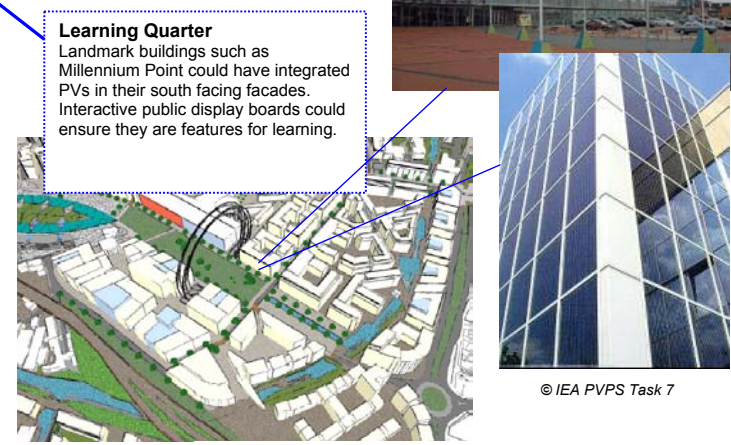 Learning Quarter
Landmark buildings such as
Millennium Point could have integrated
PVs in their south facing facades.
Interactive public display boards could
ensure they are features for learning.
© IEA PVPS Task 7